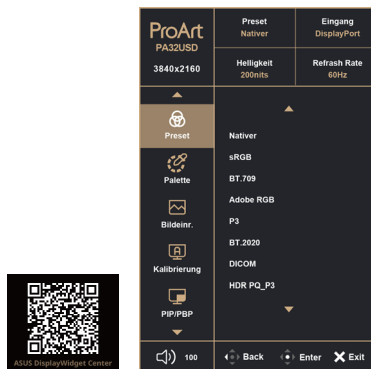 ProArt
PA32USD
3840x2160
Preset
Nativer
Eingang
DisplayPort
Helligkeit
200nits
Refrash Rate
60Hz
Preset
Palette
Bildeinr.
Kalibrierung
PIP/PBP
Nativer
sRGB
BT.709
Adobe RGB
P3
BT.2020
DICOM
HDR PQ_P3
100
Back
Enter
Exit
ASUS DisplayWidget Center